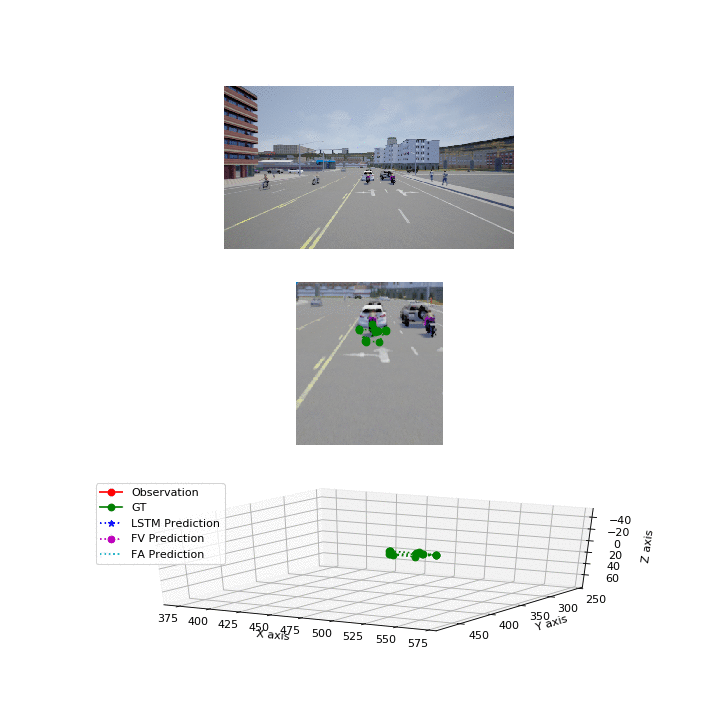 Observation
GT
LSTM Prediction
FV Prediction
FA Prediction
−40
−20
0
20
40
60
Z axis
375 400 425 450 475 500 525 550 575
X axis
450 400 350 300 250
Y axis